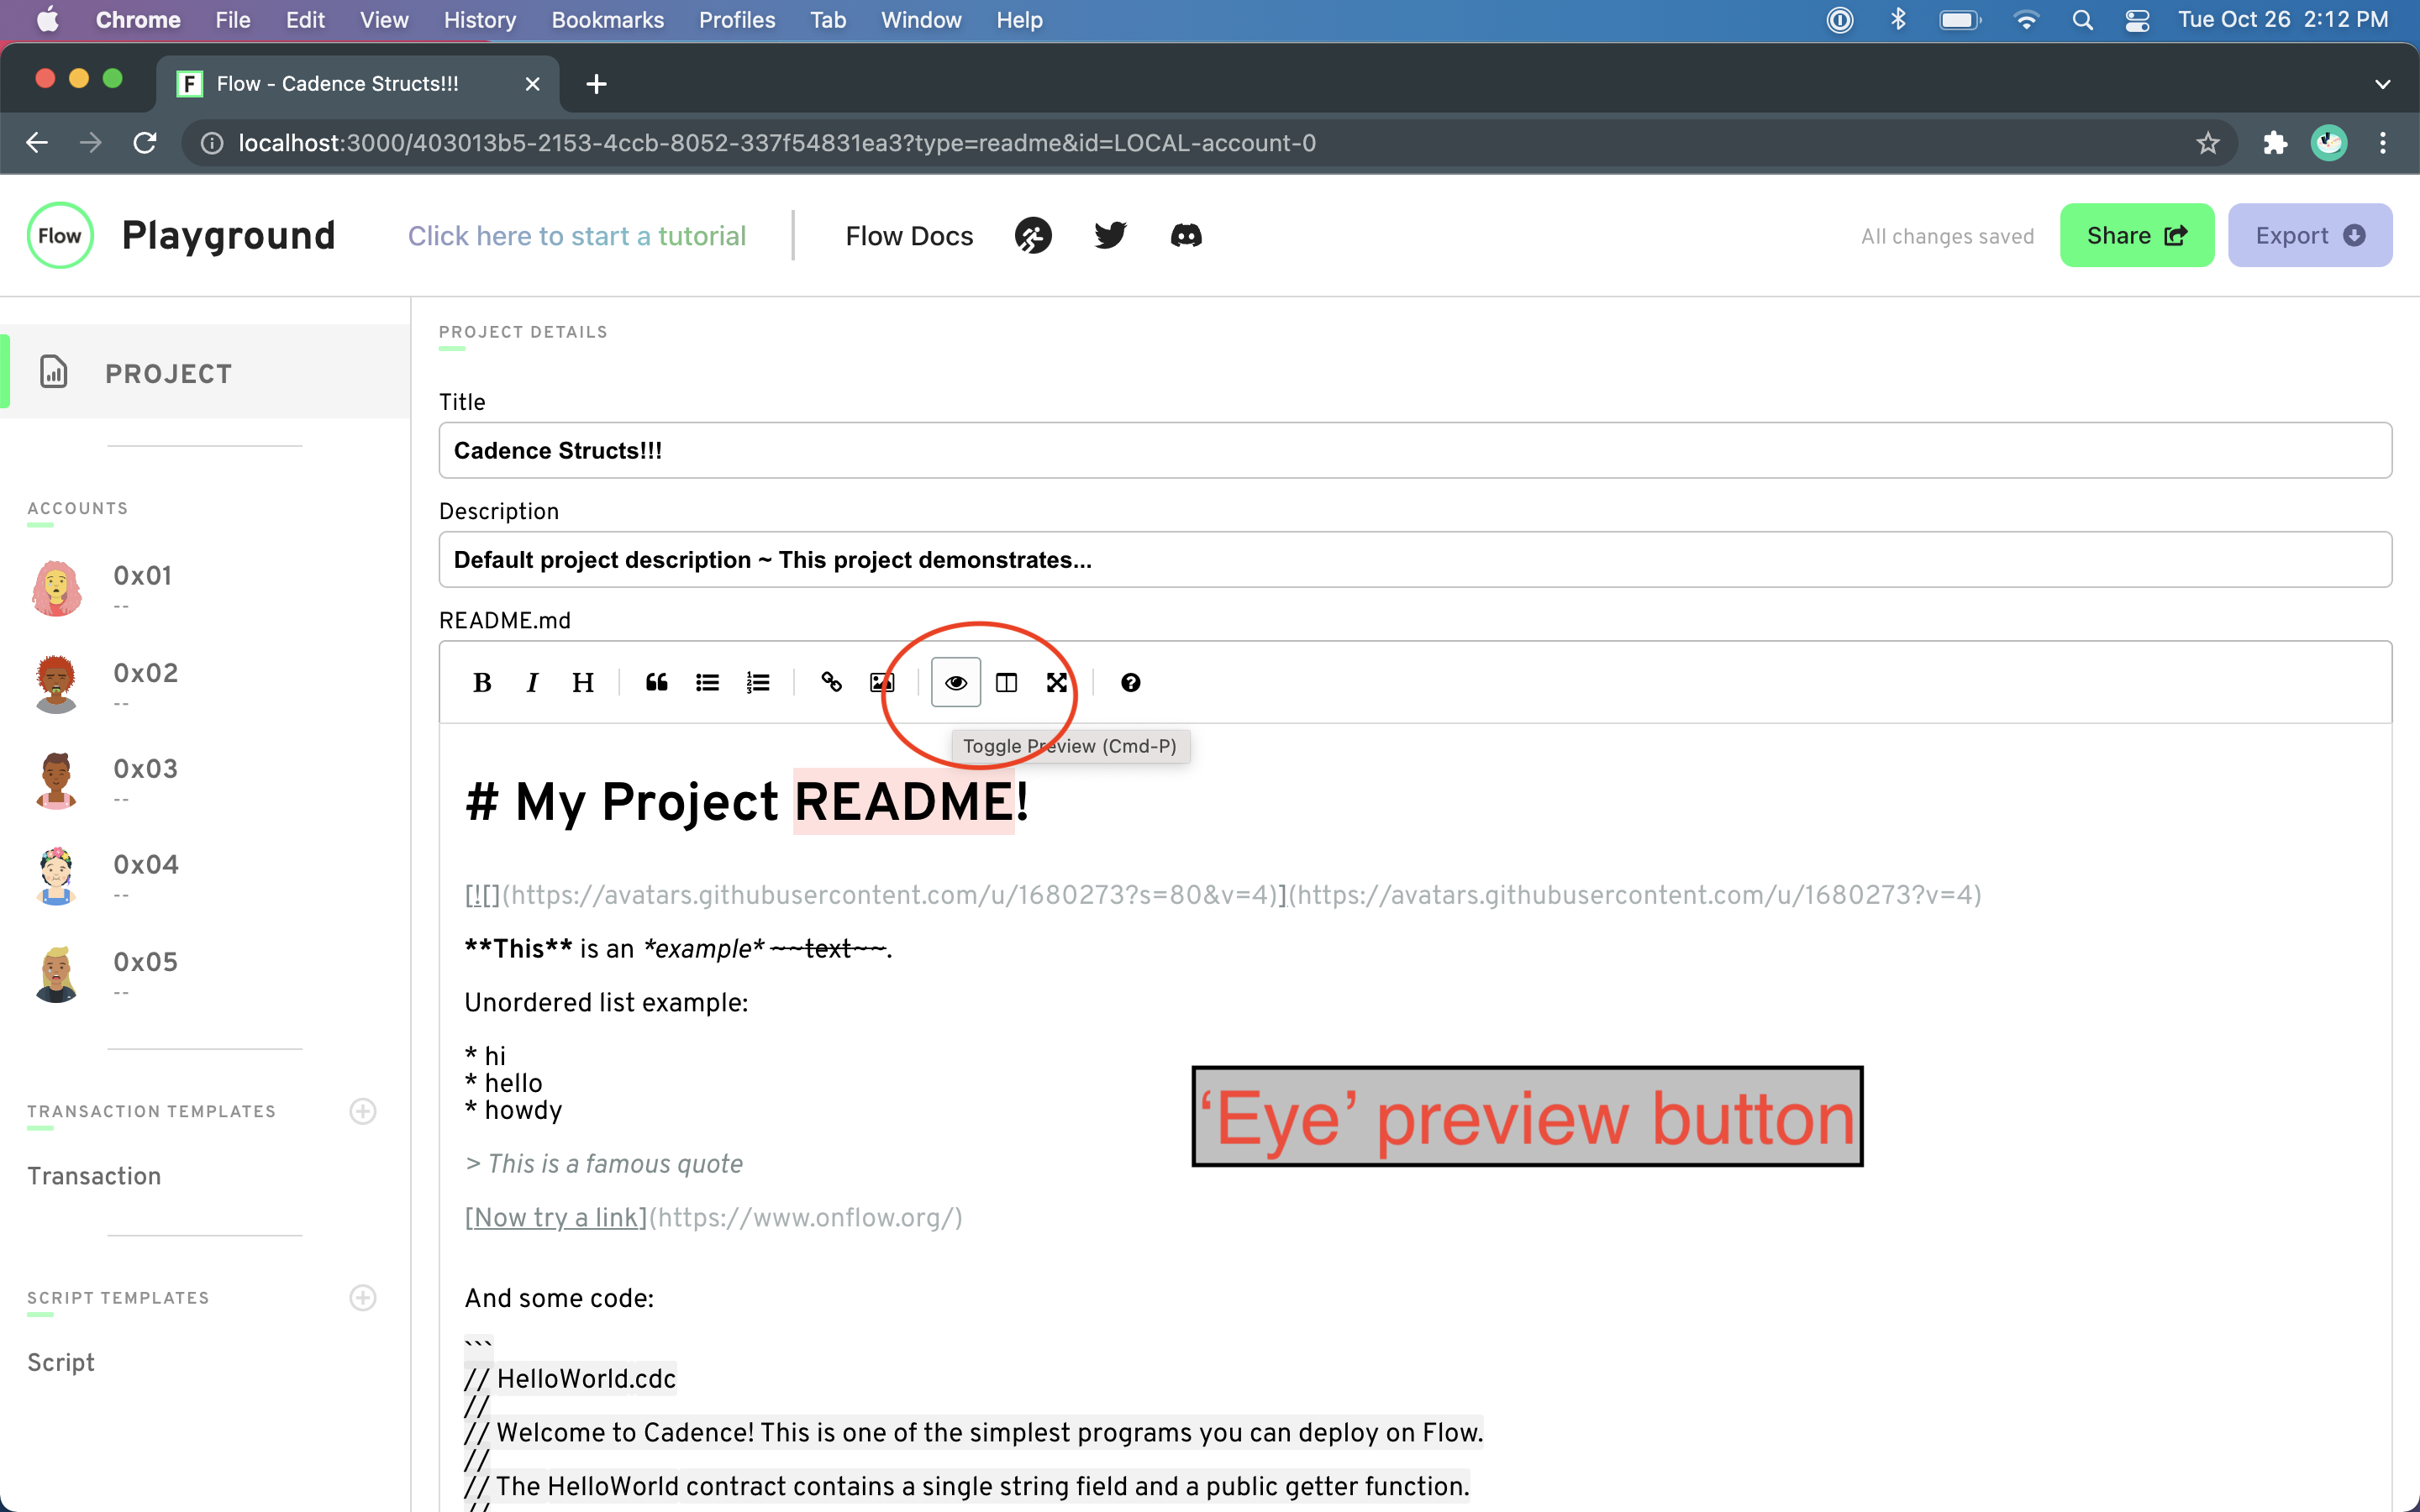 Chrome File Edit View History Bookmarks Profiles Tab Window Help Tue Oct 26 2:12 PM
F Flow - Cadence Structs!!!
localhost:3000/403013b5-2153-4ccb-8052-337f54831ea3?type=readme&id=LOCAL-account-0
Flow Playground Click here to start a tutorial Flow Docs All changes saved Share Export
PROJECT
ACCOUNTS
0x01
--
0x02
--
0x03
--
0x04
--
0x05
--
TRANSACTION TEMPLATES
Transaction
SCRIPT TEMPLATES
Script
PROJECT DETAILS
Title
Cadence Structs!!!
Description
Default project description ~ This project demonstrates...
README.md
B I H
Toggle Preview (Cmd-P)
# My Project README!
[![](https://avatars.githubusercontent.com/u/1680273?s=80&v=4)](https://avatars.githubusercontent.com/u/1680273?v=4)
**This** is an *example* ~~text~~.
Unordered list example:
* hi
* hello
* howdy
‘Eye’ preview button
> This is a famous quote
[Now try a link](https://www.onflow.org/)
And some code:
```
// HelloWorld.cdc
//
// Welcome to Cadence! This is one of the simplest programs you can deploy on Flow.
//
// The HelloWorld contract contains a single string field and a public getter function.
//